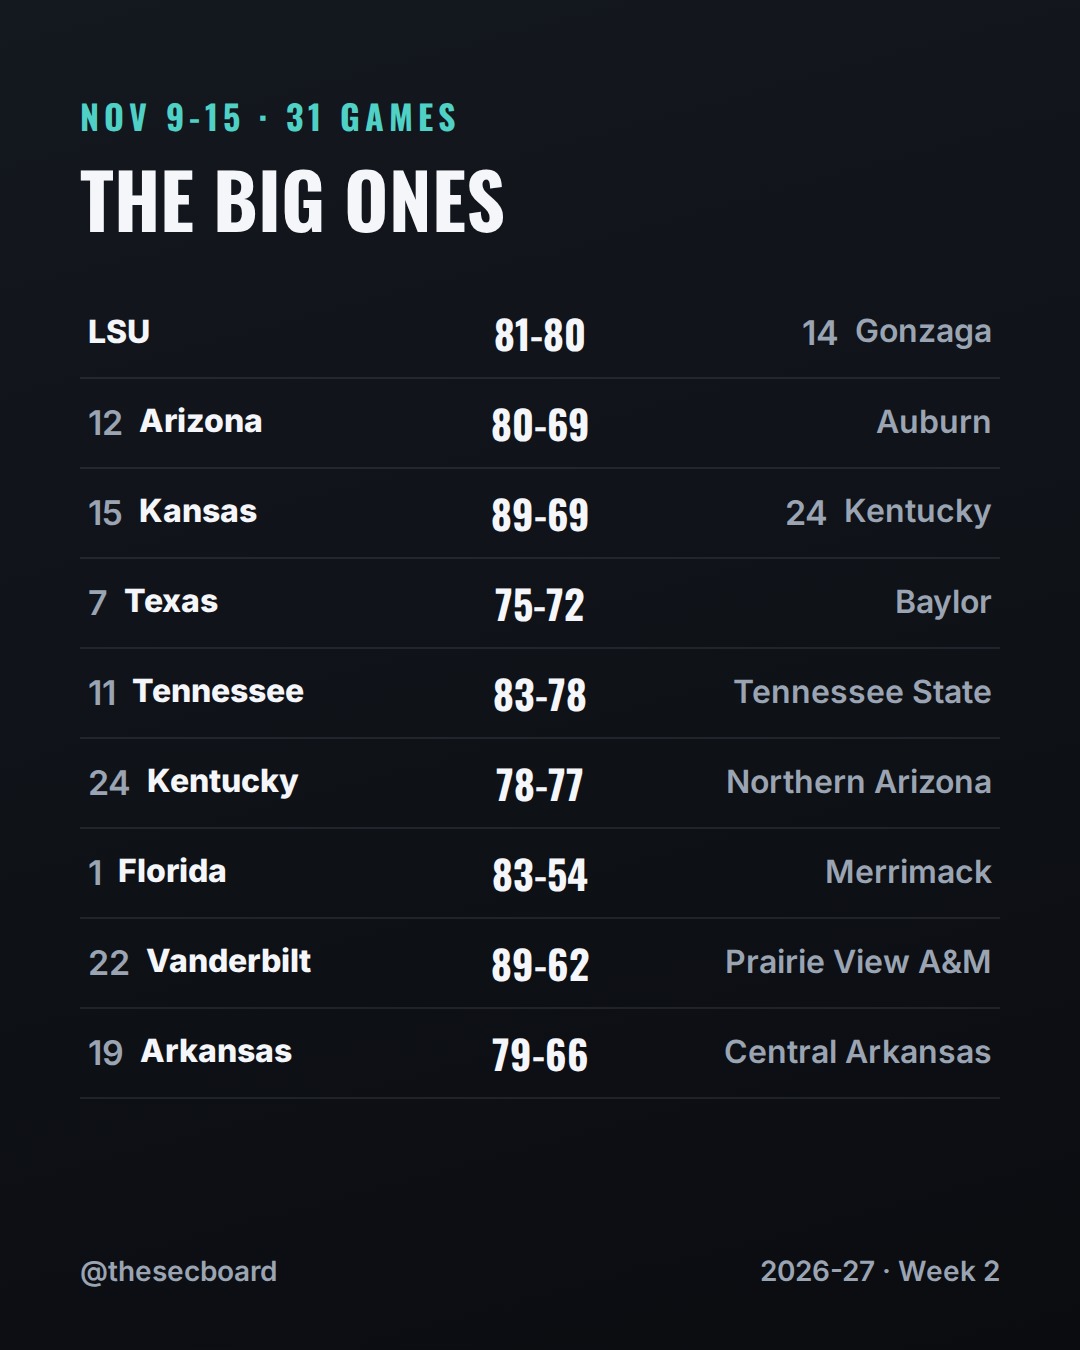 NOV 9-15 · 31 GAMES
THE BIG ONES
LSU 81-80 14 Gonzaga
12 Arizona 80-69 Auburn
15 Kansas 89-69 24 Kentucky
7 Texas 75-72 Baylor
11 Tennessee 83-78 Tennessee State
24 Kentucky 78-77 Northern Arizona
1 Florida 83-54 Merrimack
22 Vanderbilt 89-62 Prairie View A&M
19 Arkansas 79-66 Central Arkansas
@thesecboard 2026-27 · Week 2